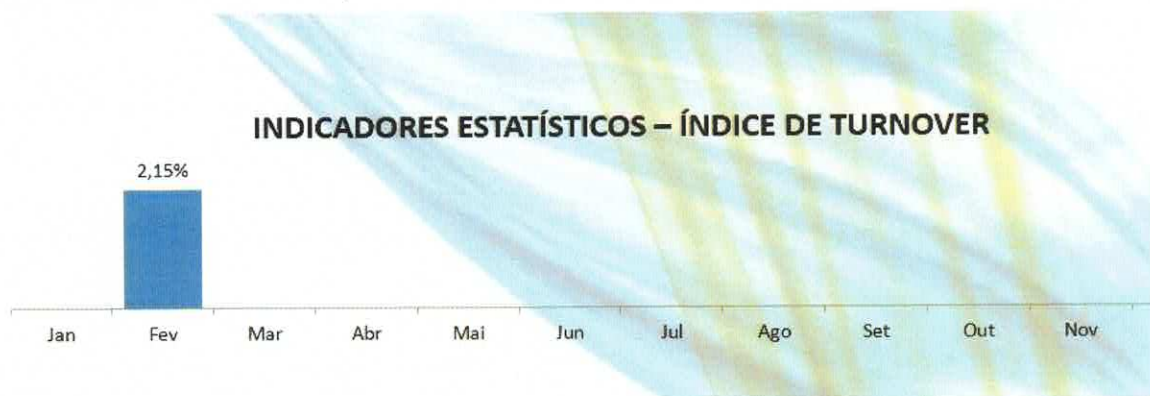 INDICADORES ESTATÍSTICOS – ÍNDICE DE TURNOVER
2,15%
Jan Fev Mar Abr Mai Jun Jul Ago Set Out Nov